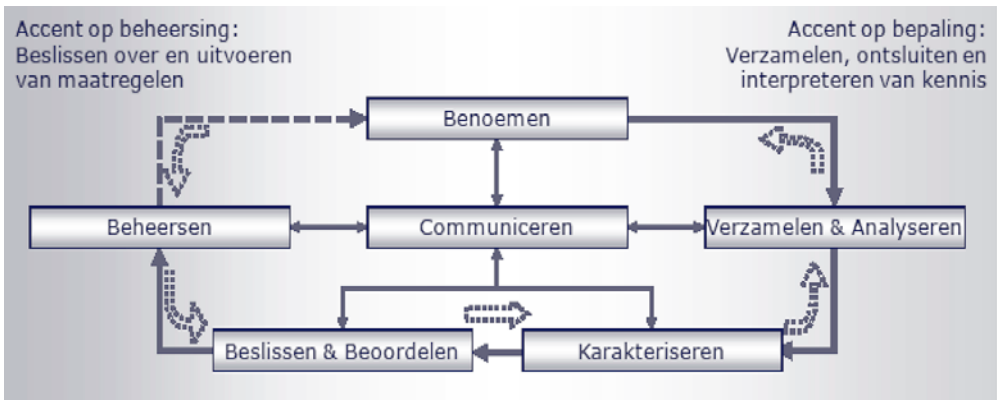 Accent op beheersing:
Beslissen over en uitvoeren
van maatregelen
Accent op bepaling:
Verzamelen, ontsluiten en
interpreteren van kennis
Benoemen
Beheersen
Communiceren
Verzamelen & Analyseren
Beslissen & Beoordelen
Karakteriseren